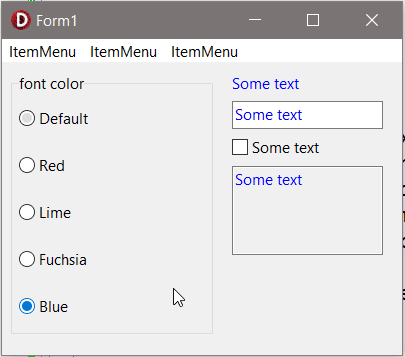 Form1
ItemMenu ItemMenu ItemMenu
font color
Default
Red
Lime
Fuchsia
Blue
Some text
Some text
Some text
Some text